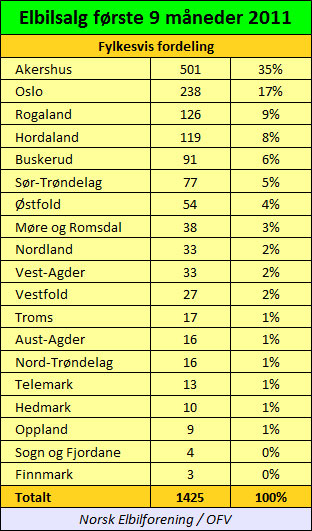 Elbilsalg første 9 måneder 2011
Fylkesvis fordeling
Akershus 501 35%
Oslo 238 17%
Rogaland 126 9%
Hordaland 119 8%
Buskerud 91 6%
Sør-Trøndelag 77 5%
Østfold 54 4%
Møre og Romsdal 38 3%
Nordland 33 2%
Vest-Agder 33 2%
Vestfold 27 2%
Troms 17 1%
Aust-Agder 16 1%
Nord-Trøndelag 16 1%
Telemark 13 1%
Hedmark 10 1%
Oppland 9 1%
Sogn og Fjordane 4 0%
Finnmark 3 0%
Totalt 1425 100%
Norsk Elbilforening / OFV